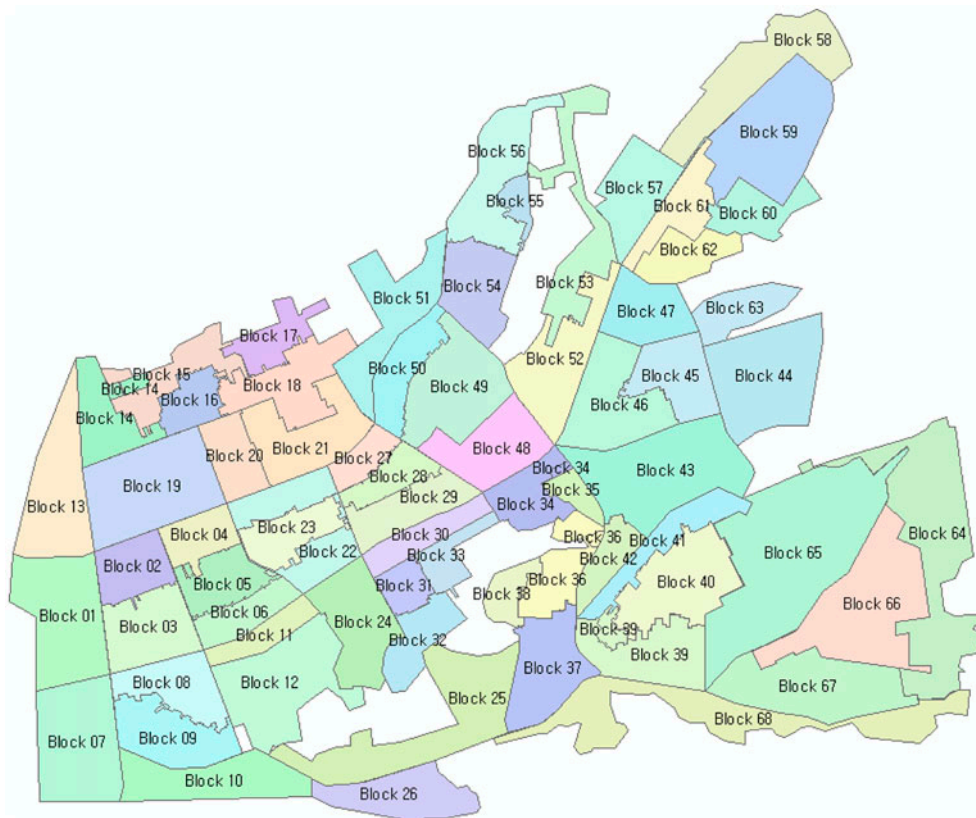 Block 58
Block 59
Block 56
Block 57
Block 55
Block 61
Block 60
Block 62
Block 54
Block 53
Block 51
Block 63
Block 47
Block 17
Block 52
Block 50
Block 15
Block 14
Block 18
Block 49
Block 45
Block 44
Block 16
Block 46
Block 14
Block 21
Block 48
Block 20
Block 27
Block 34
Block 43
Block 19
Block 28
Block 35
Block 13
Block 29
Block 34
Block 23
Block 04
Block 30
Block 36
Block 64
Block 41
Block 22
Block 33
Block 65
Block 02
Block 42
Block 05
Block 36
Block 40
Block 31
Block 38
Block 66
Block 01
Block 06
Block 03
Block 11
Block 24
Block 39
Block 32
Block 39
Block 37
Block 08
Block 12
Block 67
Block 25
Block 68
Block 07
Block 09
Block 10
Block 26